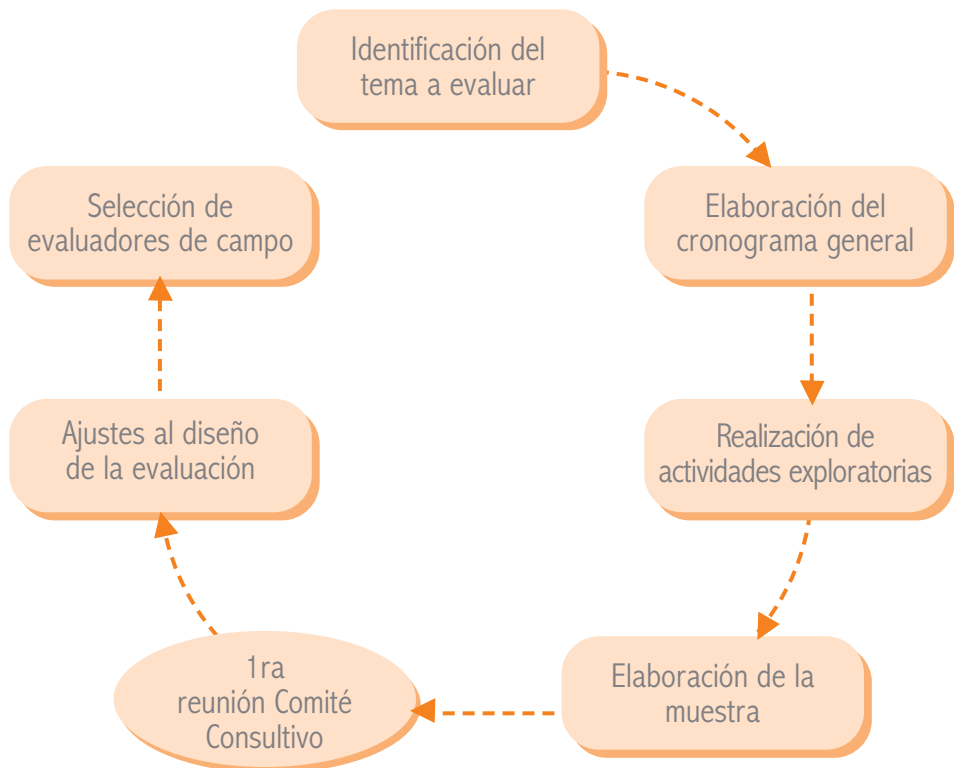 Identificación del
tema a evaluar
Elaboración del
cronograma general
Realización de
actividades exploratorias
Elaboración de la
muestra
1ra
reunión Comité
Consultivo
Ajustes al diseño
de la evaluación
Selección de
evaluadores de campo